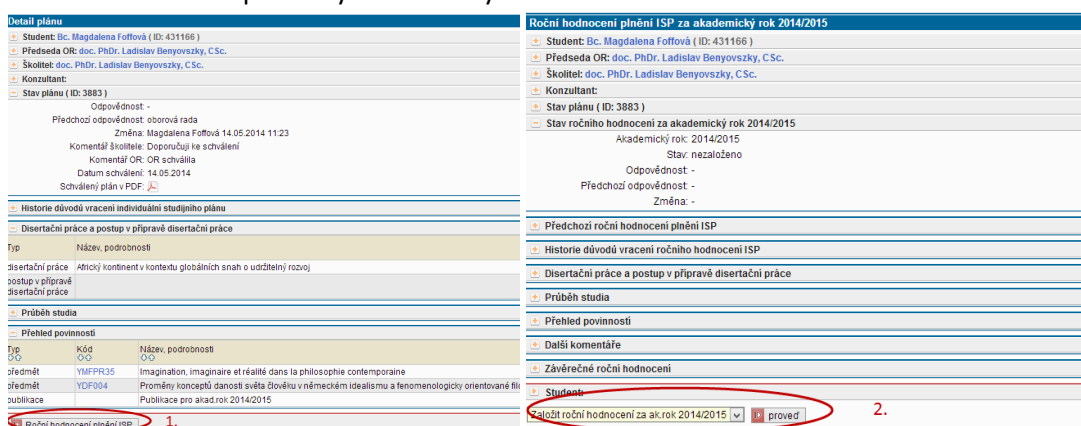 Detail plánu
Student: Bc. Magdalena Foffová ( ID: 431166 )
Předseda OR: doc. PhDr. Ladislav Benyovszky, CSc.
Školitel: doc. PhDr. Ladislav Benyovszky, CSc.
Konzultant:
Stav plánu ( ID: 3883 )
Odpovědnost: -
Předchozí odpovědnost: oborová rada
Změna: Magdalena Foffová 14.05.2014 11:23
Komentář školitele: Doporučuji ke schválení
Komentář OR: OR schválila
Datum schválení: 14.05.2014
Schválený plán v PDF:
Historie důvodů vracení individuální studijního plánu
Disertační práce a postup v přípravě disertační práce
Typ Název, podrobnosti
disertační práce Africký kontinent v kontextu globálních snah o udržitelný rozvoj
postup v přípravě
disertační práce
Průběh studia
Přehled povinností
Typ Kód Název, podrobnosti
předmět YMFPR35 Imagination, imaginaire et réalité dans la philosophie contemporaine
předmět YDF004 Proměny konceptů danosti světa člověku v německém idealismu a fenomenologicky orientované filo
publikace Publikace pro akad.rok 2014/2015
Roční hodnocení plnění ISP 1.
Roční hodnocení plnění ISP za akademický rok 2014/2015
Student: Bc. Magdalena Foffová ( ID: 431166 )
Předseda OR: doc. PhDr. Ladislav Benyovszky, CSc.
Školitel: doc. PhDr. Ladislav Benyovszky, CSc.
Konzultant:
Stav plánu ( ID: 3883 )
Stav ročního hodnocení za akademický rok 2014/2015
Akademický rok: 2014/2015
Stav: nezaloženo
Odpovědnost: -
Předchozí odpovědnost: -
Změna: -
Předchozí roční hodnocení plnění ISP
Historie důvodů vracení ročního hodnocení ISP
Disertační práce a postup v přípravě disertační práce
Průběh studia
Přehled povinností
Další komentáře
Závěrečné roční hodnocení
Student:
Založit roční hodnocení za ak.rok 2014/2015 proveď 2.